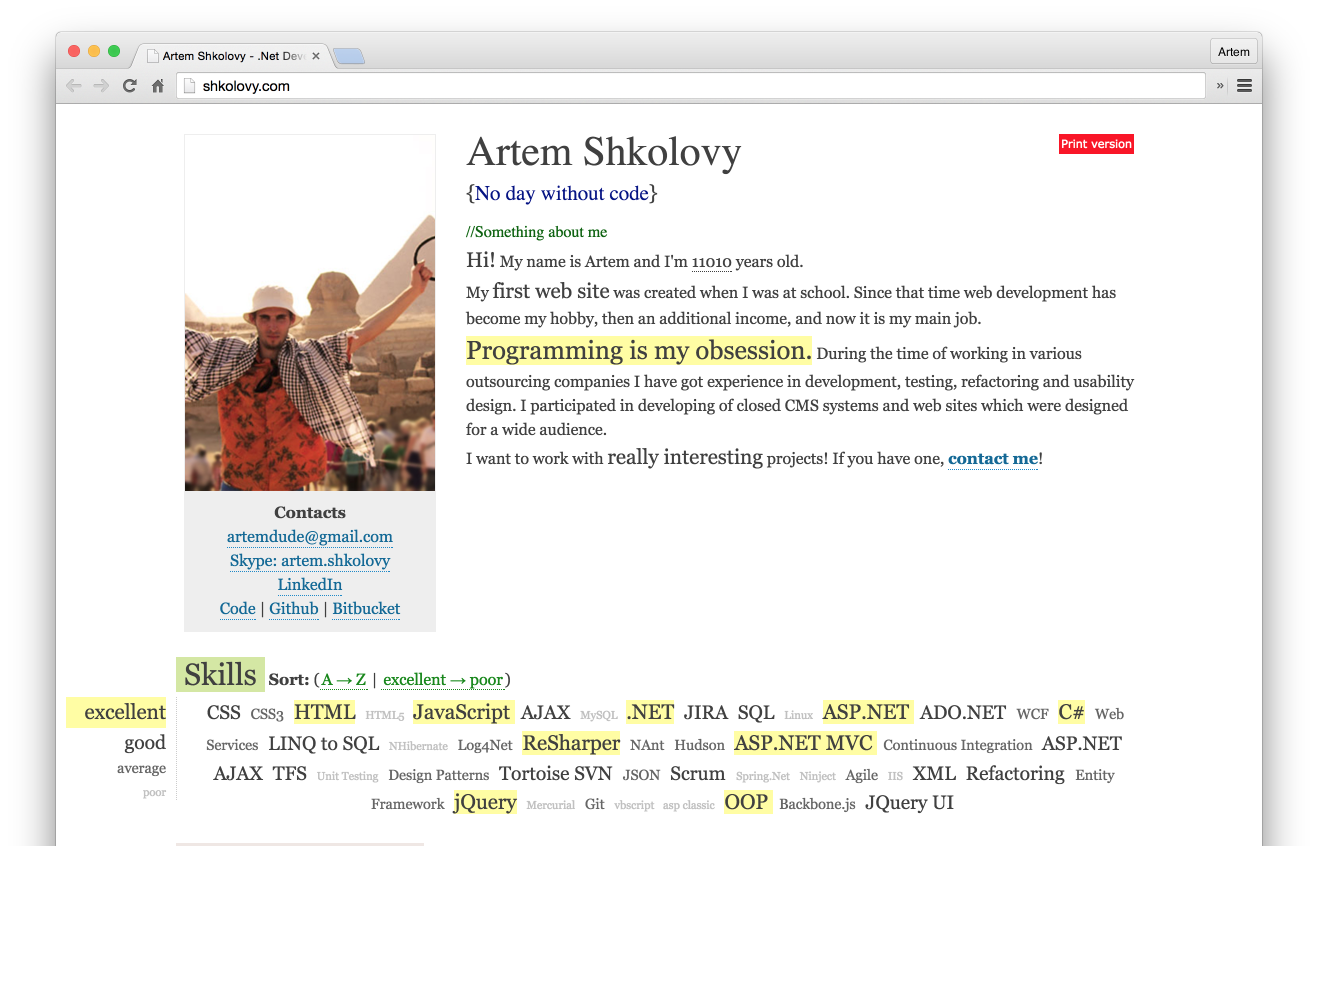 Artem Shkolovy - .Net Dev
Artem
shkolovy.com
»
Artem Shkolovy
Print version
{No day without code}
//Something about me
Hi! My name is Artem and I'm 11010 years old.
My first web site was created when I was at school. Since that time web development has
become my hobby, then an additional income, and now it is my main job.
Programming is my obsession. During the time of working in various
outsourcing companies I have got experience in development, testing, refactoring and usability
design. I participated in developing of closed CMS systems and web sites which were designed
for a wide audience.
I want to work with really interesting projects! If you have one, contact me!
Contacts
artemdude@gmail.com
Skype: artem.shkolovy
LinkedIn
Code | Github | Bitbucket
Skills Sort: (A → Z | excellent → poor)
excellent
good
average
poor
CSS CSS3 HTML HTML5 JavaScript AJAX MySQL .NET JIRA SQL Linux ASP.NET ADO.NET WCF C# Web
Services LINQ to SQL NHibernate Log4Net ReSharper NAnt Hudson ASP.NET MVC Continuous Integration ASP.NET
AJAX TFS Unit Testing Design Patterns Tortoise SVN JSON Scrum Spring.Net Ninject Agile IIS XML Refactoring Entity
Framework jQuery Mercurial Git vbscript asp classic OOP Backbone.js JQuery UI